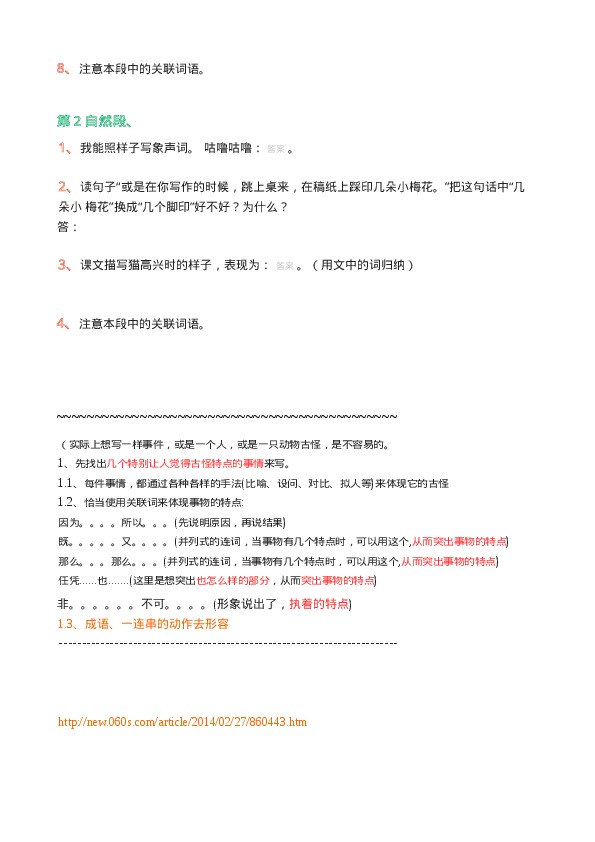 8、注意本段中的关联词语。
第 2 自然段、
1、我能照样子写象声词。 咕噜咕噜： 答案 。
2、读句子“或是在你写作的时候，跳上桌来，在稿纸上踩印几朵小梅花。”把这句话中“几
朵小 梅花”换成“几个脚印”好不好？为什么？
答：
3、课文描写猫高兴时的样子，表现为： 答案 。（用文中的词归纳）
4、注意本段中的关联词语。
~~~~~~~~~~~~~~~~~~~~~~~~~~~~~~~~~~~~~~~~~~~~~
（实际上想写一样事件，或是一个人，或是一只动物古怪，是不容易的。
1、先找出几个特别让人觉得古怪特点的事情来写。
1.1、每件事情，都通过各种各样的手法(比喻、设问、对比、拟人等)来体现它的古怪
1.2、恰当使用关联词来体现事物的特点:
因为。。。。所以。。。(先说明原因，再说结果)
既。。。。。又。。。。(并列式的连词，当事物有几个特点时，可以用这个,从而突出事物的特点)
那么。。。那么。。。(并列式的连词，当事物有几个特点时，可以用这个,从而突出事物的特点)
任凭......也.......(这里是想突出也怎么样的部分，从而突出事物的特点)
非。。。。。。不可。。。。(形象说出了，执着的特点)
1.3、成语、一连串的动作去形容
------------------------------------------------------------------------
http://new.060s.com/article/2014/02/27/860443.htm